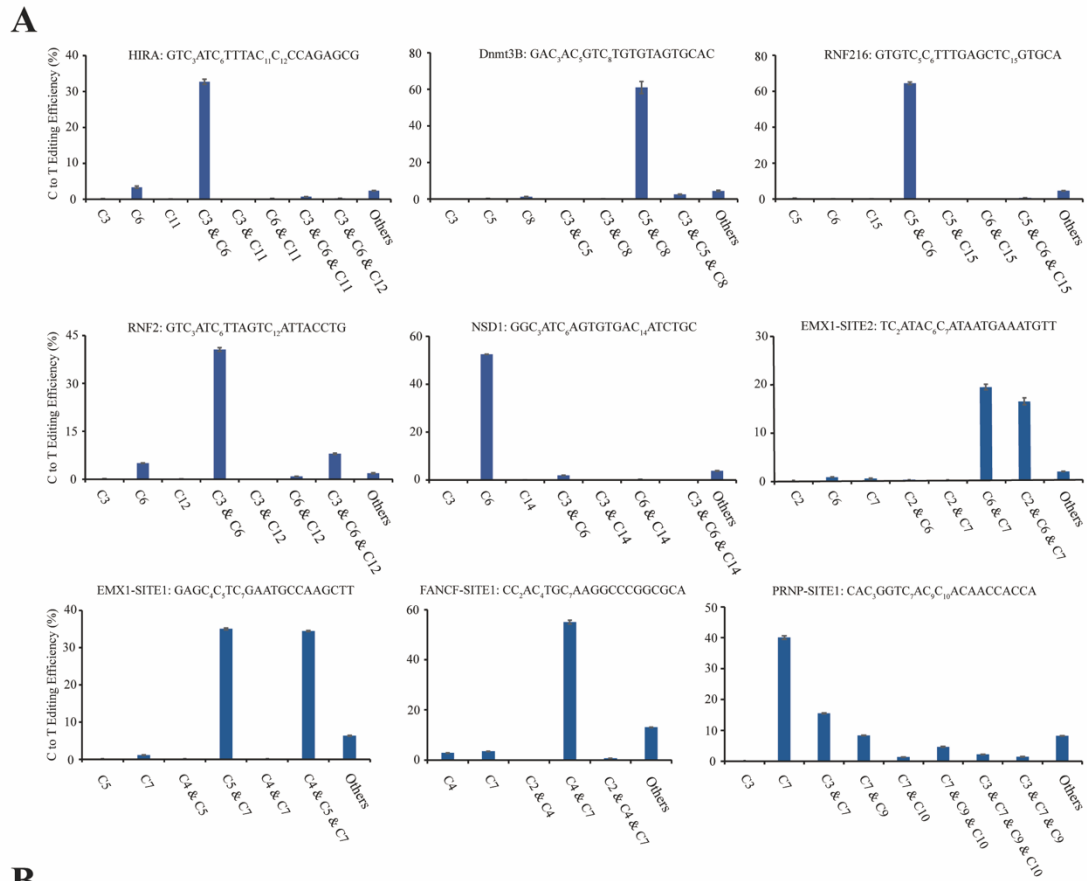 A
HIRA: GTC₃ATC₆TTTAC₁₁C₁₂CCAGAGCG
C to T Editing Efficiency (%)
40
30
20
10
0
C3
C6
C11
C3 & C6
C3 & C11
C6 & C11
C3 & C6 & C11
C3 & C6 & C12
Others
Dnmt3B: GAC₃AC₅GTC₈TGTGTAGTGCAC
80
60
40
20
0
C3
C5
C8
C3 & C5
C3 & C8
C5 & C8
C3 & C5 & C8
Others
RNF216: GTGTC₅C₆TTTGAGCTC₁₅GTGCA
80
60
40
20
0
C5
C6
C15
C5 & C6
C5 & C15
C6 & C15
C5 & C6 & C15
Others
RNF2: GTC₃ATC₆TTAGTC₁₂ATTACCTG
C to T Editing Efficiency (%)
45
30
15
0
C3
C6
C12
C3 & C6
C3 & C12
C6 & C12
C3 & C6 & C12
Others
NSD1: GGC₃ATC₆AGTGTGAC₁₄ATCTGC
60
40
20
0
C3
C6
C14
C3 & C6
C3 & C14
C6 & C14
C3 & C6 & C14
Others
EMX1-SITE2: TC₂ATAC₆C₇ATAATGAAATGTT
30
20
10
0
C2
C6
C7
C2 & C6
C2 & C7
C6 & C7
C2 & C6 & C7
Others
EMX1-SITE1: GAGC₄C₅TC₇GAATGCCAAGCTT
C to T Editing Efficiency (%)
40
30
20
10
0
C5
C7
C4 & C5
C5 & C7
C4 & C7
C4 & C5 & C7
Others
FANCF-SITE1: CC₂AC₄TGC₇AAGGCCCGGCGCA
60
40
20
0
C4
C7
C2 & C4
C4 & C7
C2 & C4 & C7
Others
PRNP-SITE1: CAC₃GGTC₇AC₉C₁₀ACAACCACCA
50
40
30
20
10
0
C3
C7
C3 & C7
C7 & C9
C7 & C10
C7 & C9 & C10
C3 & C7 & C9 & C10
C3 & C7 & C9
Others